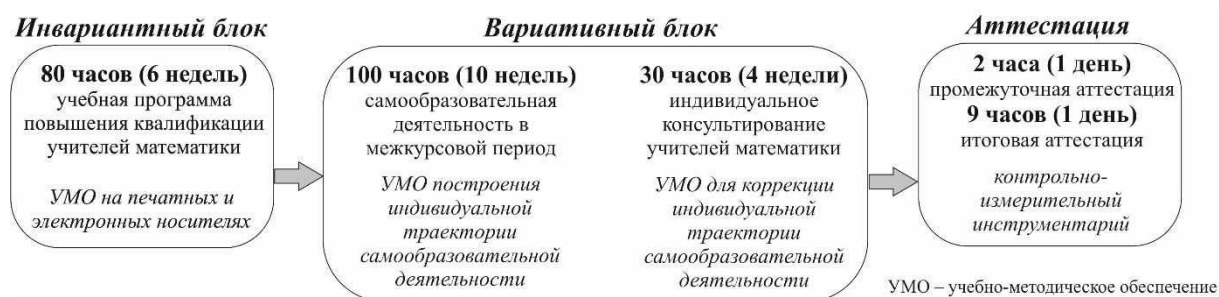 Инвариантный блок
80 часов (6 недель)
учебная программа
повышения квалификации
учителей математики
УМО на печатных и
электронных носителях
Вариативный блок
100 часов (10 недель)
самообразовательная
деятельность в
межкурсовой период
УМО построения
индивидуальной
траектории
самообразовательной
деятельности
30 часов (4 недели)
индивидуальное
консультирование
учителей математики
УМО для коррекции
индивидуальной
траектории
самообразовательной
деятельности
Аттестация
2 часа (1 день)
промежуточная аттестация
9 часов (1 день)
итоговая аттестация
контрольно-
измерительный
инструментарий
УМО – учебно-методическое обеспечение